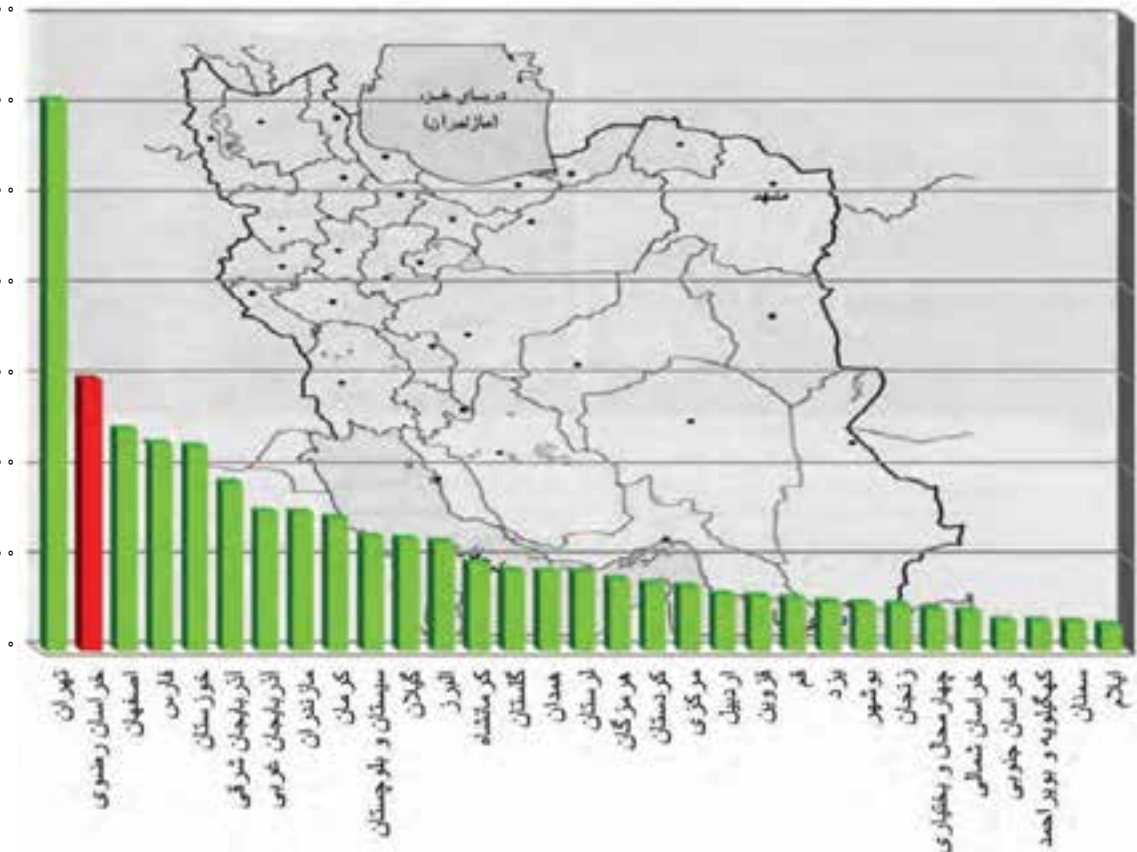 دریای خزر
(مازندران)
مشهد
تهران
خراسان رضوی
اصفهان
فارس
خوزستان
آذربایجان شرقی
آذربایجان غربی
مازندران
کرمان
سیستان و بلوچستان
گیلان
البرز
کرمانشاه
گلستان
همدان
لرستان
هرمزگان
کردستان
مرکزی
اردبیل
قزوین
قم
یزد
بوشهر
زنجان
چهارمحال و بختیاری
خراسان شمالی
خراسان جنوبی
کهگیلویه و بویراحمد
سمنان
ایلام